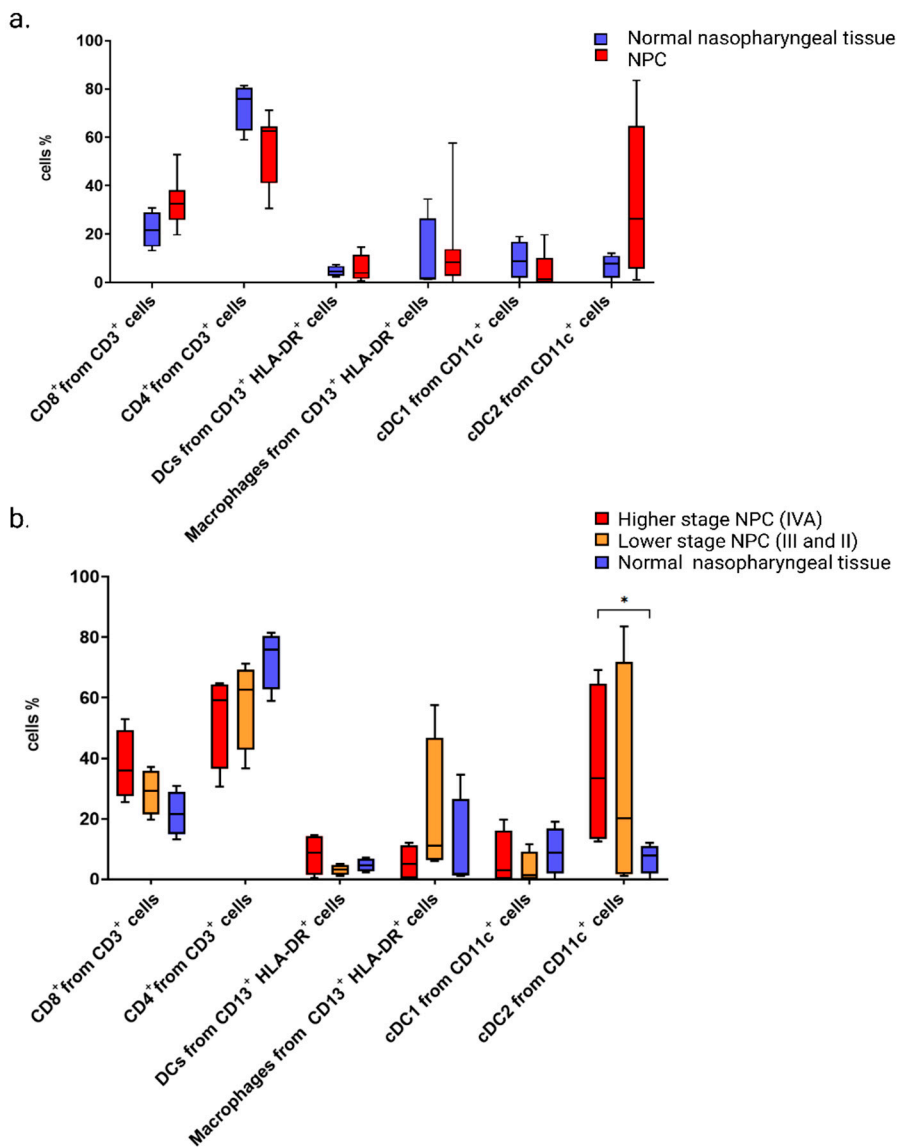 a.
Normal nasopharyngeal tissue
NPC
100
80
60
40
20
0
cells %
CD8⁺ from CD3⁺ cells
CD4⁺ from CD3⁺ cells
DCs from CD13⁺ HLA-DR⁺ cells
Macrophages from CD13⁺ HLA-DR⁺ cells
cDC1 from CD11c⁺ cells
cDC2 from CD11c⁺ cells
b.
Higher stage NPC (IVA)
Lower stage NPC (III and II)
Normal nasopharyngeal tissue
100
80
60
40
20
0
cells %
*
CD8⁺ from CD3⁺ cells
CD4⁺ from CD3⁺ cells
DCs from CD13⁺ HLA-DR⁺ cells
Macrophages from CD13⁺ HLA-DR⁺ cells
cDC1 from CD11c⁺ cells
cDC2 from CD11c⁺ cells